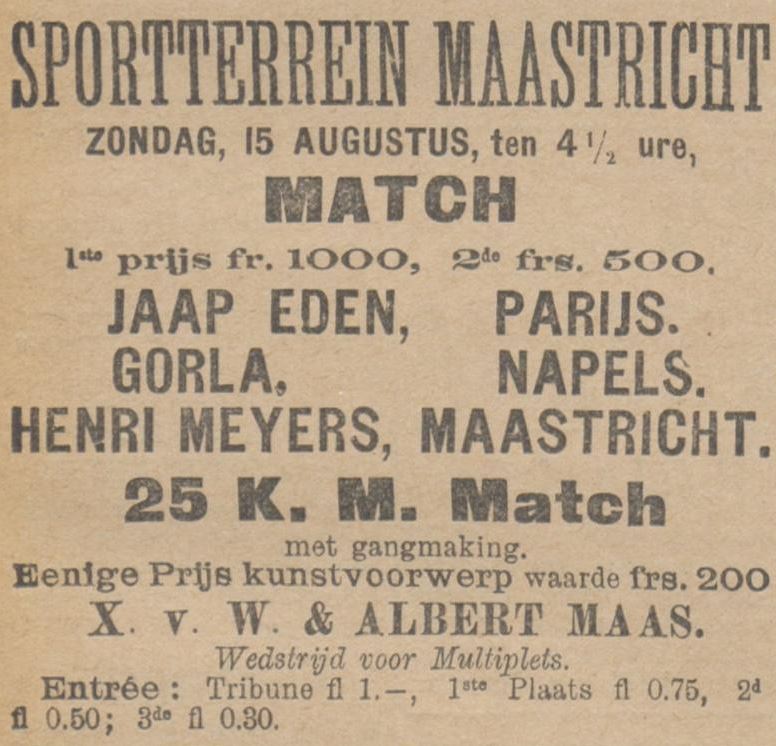 SPORTTERREIN MAASTRICHT
ZONDAG, 15 AUGUSTUS, ten 4 1/2 ure,
MATCH
1ste prijs fr. 1000, 2de frs. 500.
JAAP EDEN, PARIJS.
GORLA, NAPELS.
HENRI MEYERS, MAASTRICHT.
25 K. M. Match
met gangmaking.
Eenige Prijs kunstvoorwerp waarde frs. 200
X. v. W. & ALBERT MAAS.
Wedstrijd voor Multiplets.
Entrée: Tribune fl 1.—, 1ste Plaats fl 0.75, 2d
fl 0.50; 3de fl 0.30.